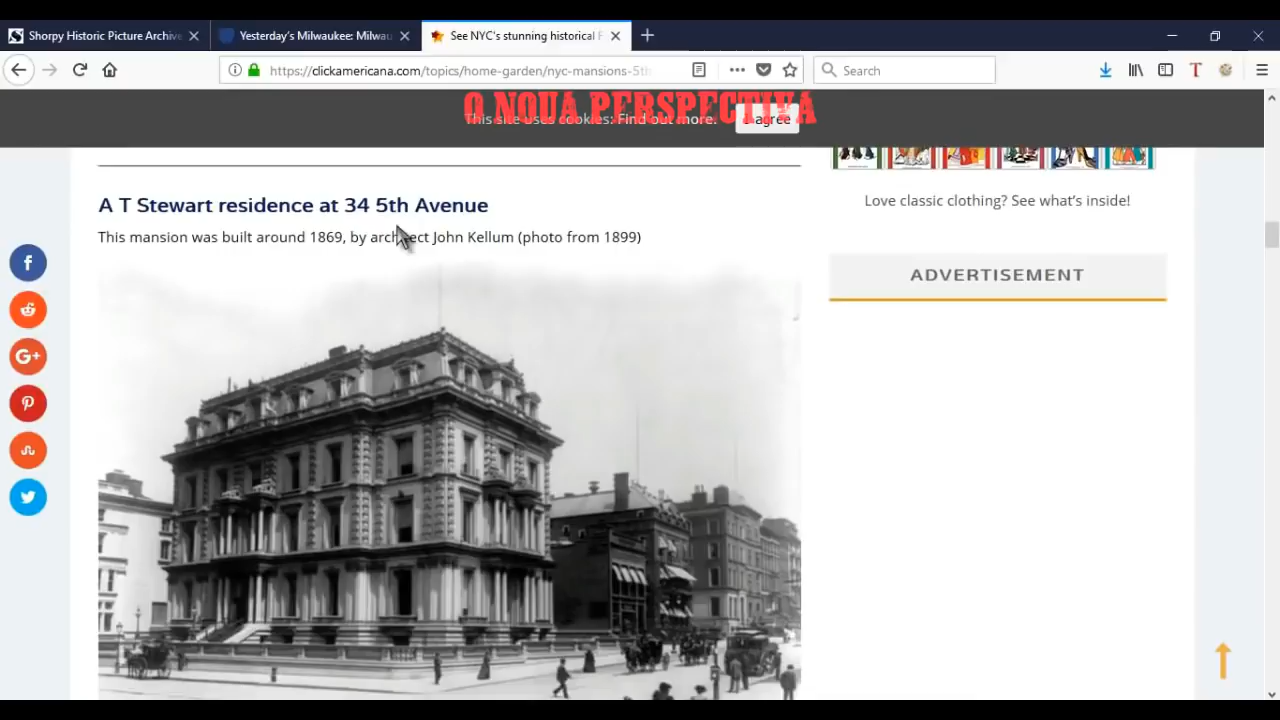 Shorpy Historic Picture Archive
Yesterday's Milwaukee: Milwau
See NYC's stunning historical F
https://clickamericana.com/topics/home-garden/nyc-mansions-5th
Search
O NOUA PERSPECTIVA
This site uses cookies: Find out more.
I agree
A T Stewart residence at 34 5th Avenue
This mansion was built around 1869, by architect John Kellum (photo from 1899)
Love classic clothing? See what's inside!
ADVERTISEMENT